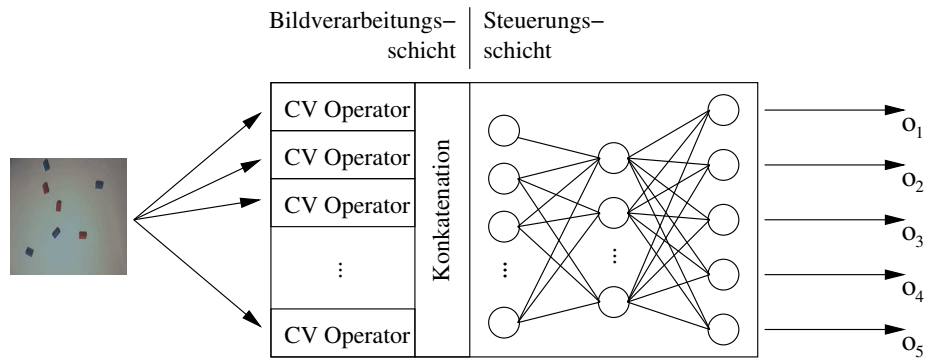 Bildverarbeitungs−
schicht
Steuerungs−
schicht
CV Operator
CV Operator
CV Operator
...
CV Operator
Konkatenation
...
...
o1
o2
o3
o4
o5